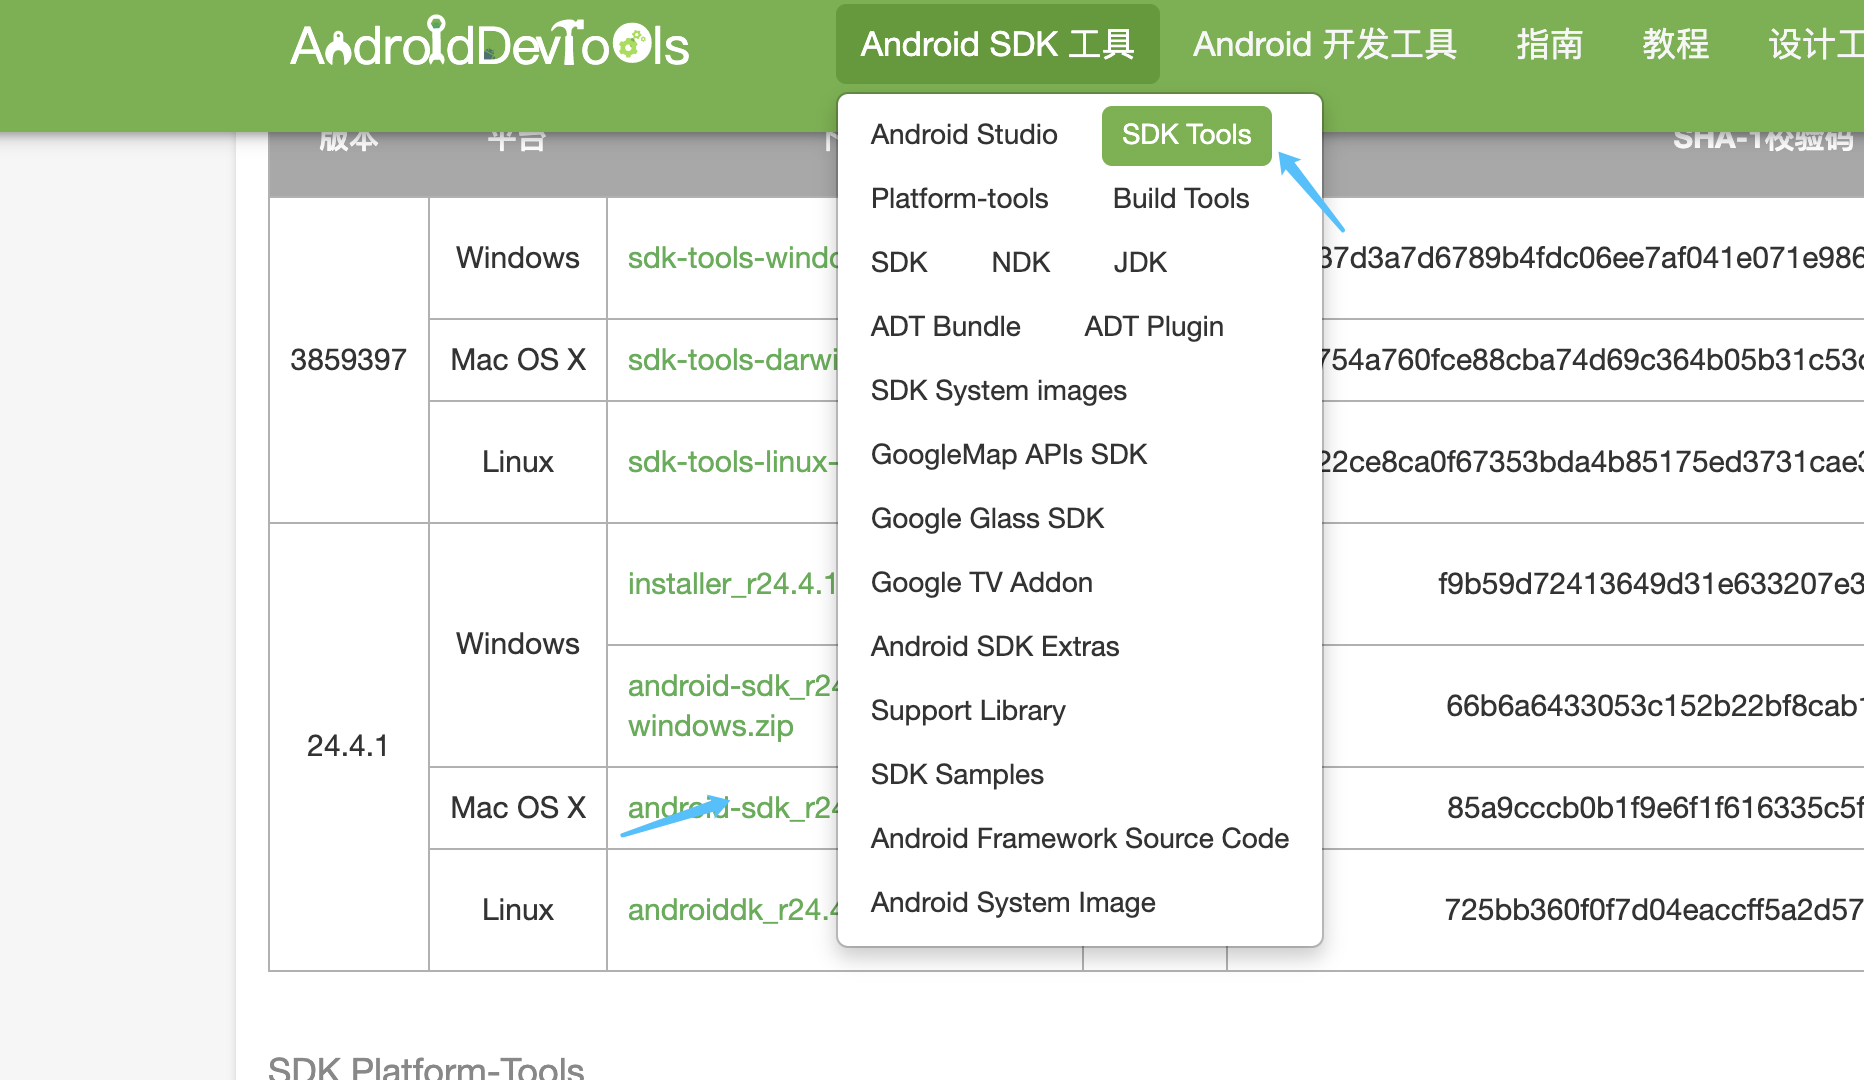 AndroidDevTools
Android SDK 工具
Android 开发工具
指南
教程
设计工
版本
平台
SHA-1校验码
Android Studio
SDK Tools
Platform-tools
Build Tools
SDK
NDK
JDK
ADT Bundle
ADT Plugin
SDK System images
GoogleMap APIs SDK
Google Glass SDK
Google TV Addon
Android SDK Extras
Support Library
SDK Samples
Android Framework Source Code
Android System Image
3859397
Windows
sdk-tools-windo
37d3a7d6789b4fdc06ee7af041e071e986
Mac OS X
sdk-tools-darwi
754a760fce88cba74d69c364b05b31c53c
Linux
sdk-tools-linux-
22ce8ca0f67353bda4b85175ed3731cae3
24.4.1
Windows
installer_r24.4.1
f9b59d72413649d31e633207e3
android-sdk_r24
windows.zip
66b6a6433053c152b22bf8cab1
Mac OS X
android-sdk_r24
85a9cccb0b1f9e6f1f616335c5f
Linux
androiddk_r24.4
725bb360f0f7d04eaccff5a2d57
SDK Platform-Tools